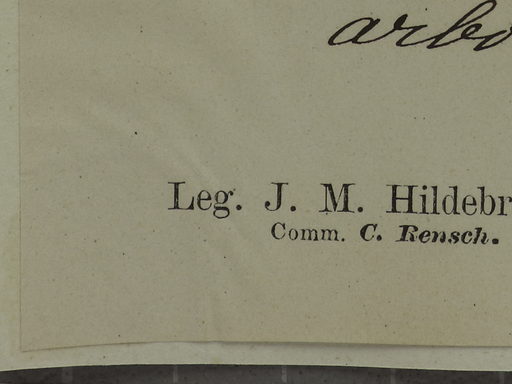 arbo
Leg. J. M. Hildebr
Comm. C. Rensch.